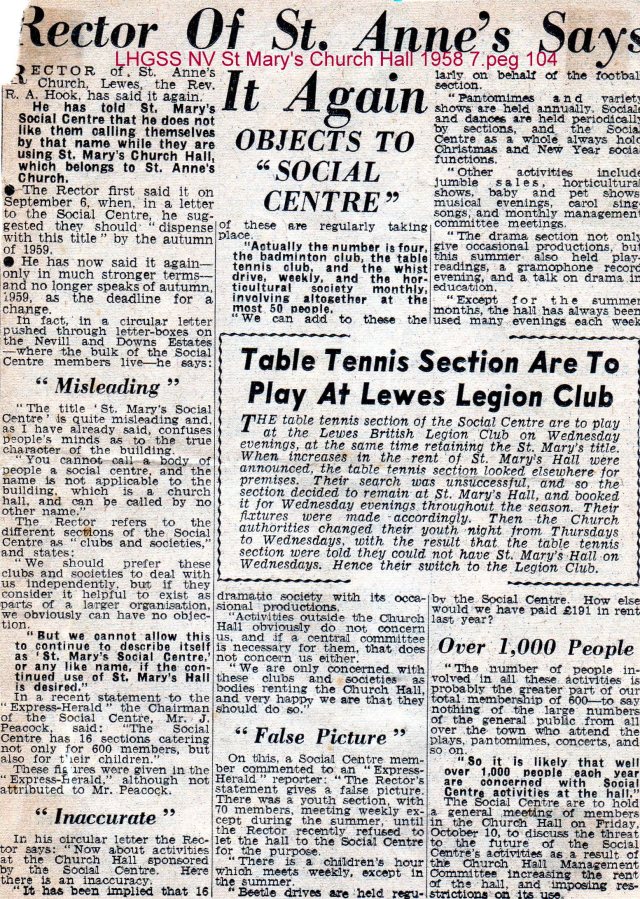 Rector Of St. Anne's Says
LHGSS NV St Mary's Church Hall 1958 7.peg 104
It Again
OBJECTS TO
"SOCIAL
CENTRE"
RECTOR of St. Anne's
Church, Lewes, the Rev.
R. A. Hook, has said it again.
He has told St. Mary's
Social Centre that he does not
like them calling themselves
by that name while they are
using St. Mary's Church Hall,
which belongs to St. Anne's
Church.
● The Rector first said it on
September 6, when, in a letter
to the Social Centre, he sug-
gested they should "dispense
with this title" by the autumn
of 1959.
● He has now said it again—
only in much stronger terms—
and no longer speaks of autumn,
1959, as the deadline for a
change.
In fact, in a circular letter
pushed through letter-boxes on
the Nevill and Downs Estates
—where the bulk of the Social
Centre members live—he says:
"Misleading"
"The title 'St. Mary's Social
Centre' is quite misleading and,
as I have already said, confuses
people's minds as to the true
character of the building.
"You cannot call a body of
people a social centre, and the
name is not applicable to the
building, which is a church
hall, and can be called by no
other name."
The Rector refers to the
different sections of the Social
Centre as "clubs and societies,"
and states:
"We should prefer these
clubs and societies to deal with
us independently, but if they
consider it helpful to exist as
parts of a larger organisation,
we obviously can have no objec-
tion.
"But we cannot allow this
to continue to describe itself
as 'St. Mary's Social Centre,'
or any like name, if the con-
tinued use of St. Mary's Hall
is desired."
In a recent statement to the
"Express-Herald" the Chairman
of the Social Centre, Mr. J.
Peacock, said: "The Social
Centre has 16 sections catering
not only for 600 members, but
also for their children."
These figures were given in the
"Express-Herald," although not
attributed to Mr. Peacock.
"Inaccurate"
In his circular letter the Rec-
tor says: "Now about activities
at the Church Hall sponsored
by the Social Centre. Here
there is an inaccuracy.
"It has been implied that 16
of these are regularly taking
place.
"Actually the number is four,
the badminton club, the table
tennis club, and the whist
drive, weekly, and the hor-
ticultural society monthly,
involving altogether at the
most 50 people.
"We can add to these the
dramatic society with its occa-
sional productions.
"Activities outside the Church
Hall obviously do not concern
us, and if a central committee
is necessary for them, that does
not concern us either.
"We are only concerned with
these clubs and societies as
bodies renting the Church Hall,
and very happy we are that they
should do so."
"False Picture"
On this, a Social Centre mem-
ber commented to an "Express-
Herald" reporter: "The Rector's
statement gives a false picture.
There was a youth section, with
70 members, meeting weekly ex-
cept during the summer, until
the Rector recently refused to
let the hall to the Social Centre
for the purpose.
"There is a children's hour
which meets weekly, except in
the summer.
"Beetle drives are held regu-
larly on behalf of the football
section.
"Pantomimes and variety
shows are held annually. Socials
and dances are held periodically
by sections, and the Social
Centre as a whole always hold
Christmas and New Year social
functions.
"Other activities include
jumble sales, horticultural
shows, baby and pet shows,
musical evenings, carol sing-
songs, and monthly management
committee meetings.
"The drama section not only
give occasional productions, but
this summer also held play-
readings, a gramophone record
evening, and a talk on drama in
education.
"Except for the summer
months, the hall has always been
used many evenings each week
by the Social Centre. How else
would we have paid £191 in rent
last year?
Over 1,000 People
"The number of people in-
volved in all these activities is
probably the greater part of our
total membership of 600—to say
nothing of the large numbers
of the general public from all
over the town who attend the
plays, pantomimes, concerts, and
so on.
"So it is likely that well
over 1,000 people each year
are concerned with Social
Centre activities at the hall."
The Social Centre are to hold
a general meeting of members
in the Church Hall on Friday,
October 10, to discuss the threat
to the future of the Social
Centre's activities as a result of
the Church Hall Management
Committee increasing the rent
of the hall, and imposing res-
trictions on its use.
Table Tennis Section Are To
Play At Lewes Legion Club
THE table tennis section of the Social Centre are to play
at the Lewes British Legion Club on Wednesday
evenings, at the same time retaining the St. Mary's title.
When increases in the rent of St. Mary's Hall were
announced, the table tennis section looked elsewhere for
premises. Their search was unsuccessful, and so the
section decided to remain at St. Mary's Hall, and booked
it for Wednesday evenings throughout the season. Their
fixtures were made accordingly. Then the Church
authorities changed their youth night from Thursdays
to Wednesdays, with the result that the table tennis
section were told they could not have St. Mary's Hall on
Wednesdays. Hence their switch to the Legion Club.